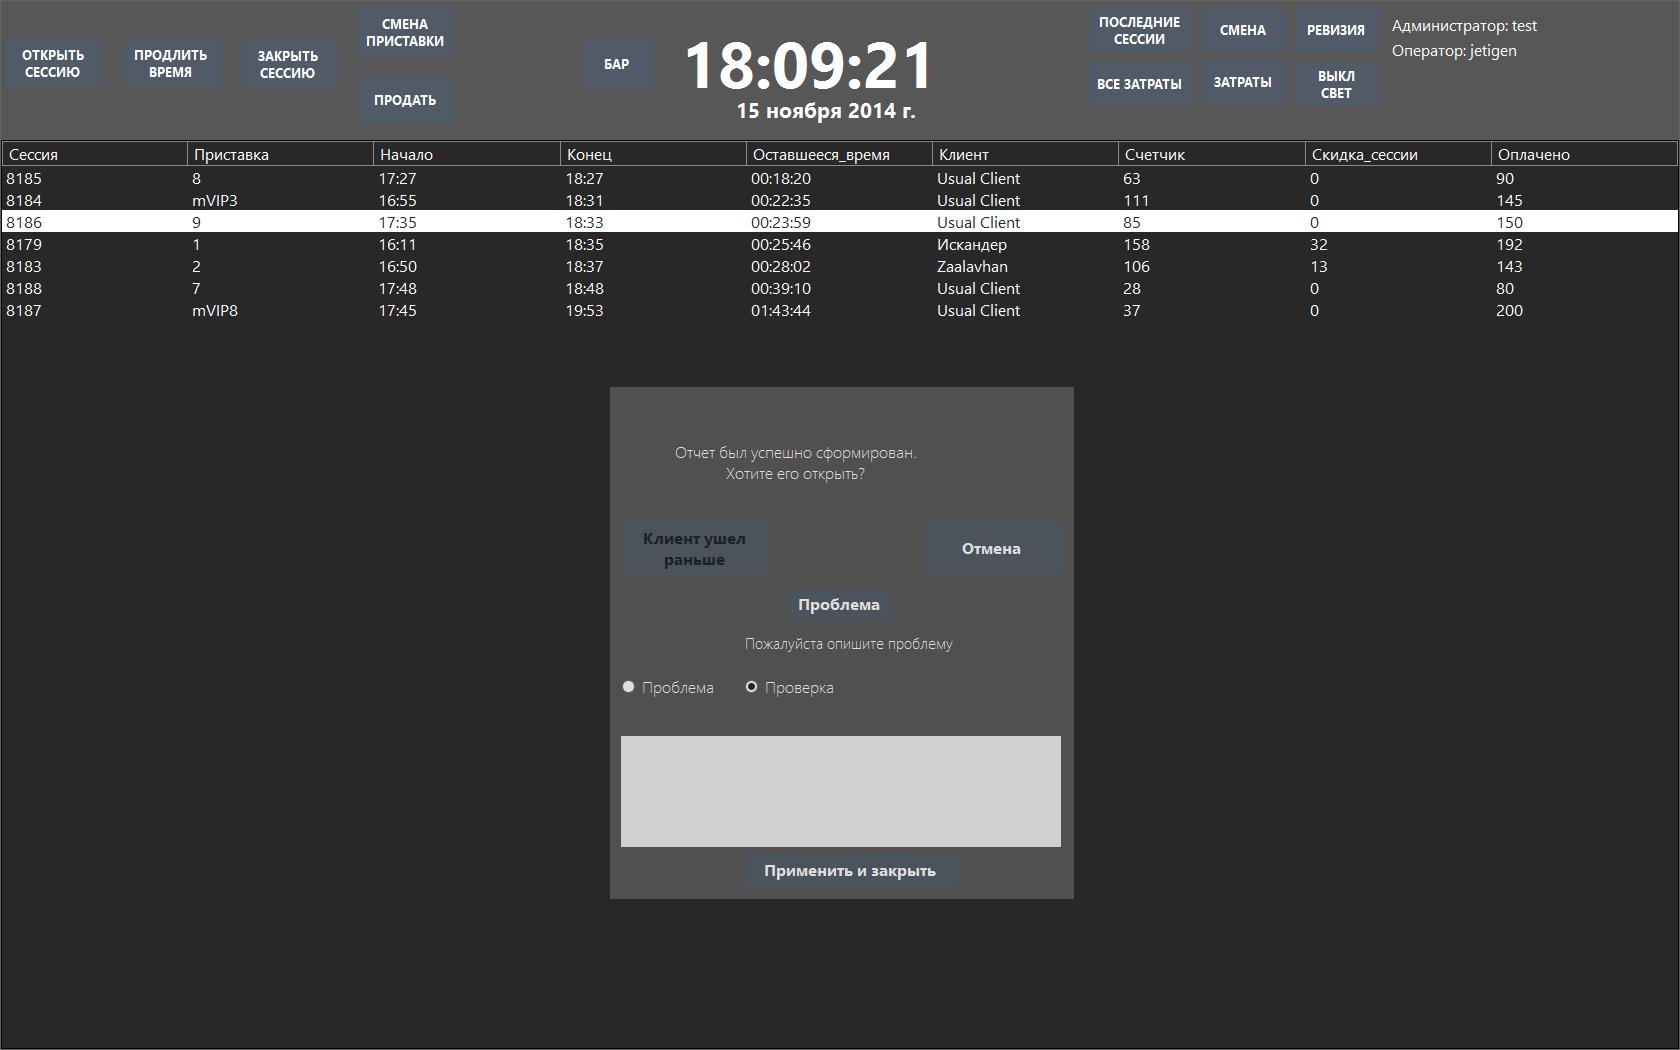 ОТКРЫТЬ
СЕССИЮ
ПРОДЛИТЬ
ВРЕМЯ
ЗАКРЫТЬ
СЕССИЮ
СМЕНА
ПРИСТАВКИ
ПРОДАТЬ
БАР
18:09:21
15 ноября 2014 г.
ПОСЛЕДНИЕ
СЕССИИ
СМЕНА
РЕВИЗИЯ
ВСЕ ЗАТРАТЫ
ЗАТРАТЫ
ВЫКЛ
СВЕТ
Администратор: test
Оператор: jetigen
Сессия Приставка Начало Конец Оставшееся_время Клиент Счетчик Скидка_сессии Оплачено
8185 8 17:27 18:27 00:18:20 Usual Client 63 0 90
8184 mVIP3 16:55 18:31 00:22:35 Usual Client 111 0 145
8186 9 17:35 18:33 00:23:59 Usual Client 85 0 150
8179 1 16:11 18:35 00:25:46 Искандер 158 32 192
8183 2 16:50 18:37 00:28:02 Zaalavhan 106 13 143
8188 7 17:48 18:48 00:39:10 Usual Client 28 0 80
8187 mVIP8 17:45 19:53 01:43:44 Usual Client 37 0 200
Отчет был успешно сформирован.
Хотите его открыть?
Клиент ушел
раньше
Отмена
Проблема
Пожалуйста опишите проблему
Проблема Проверка
Применить и закрыть